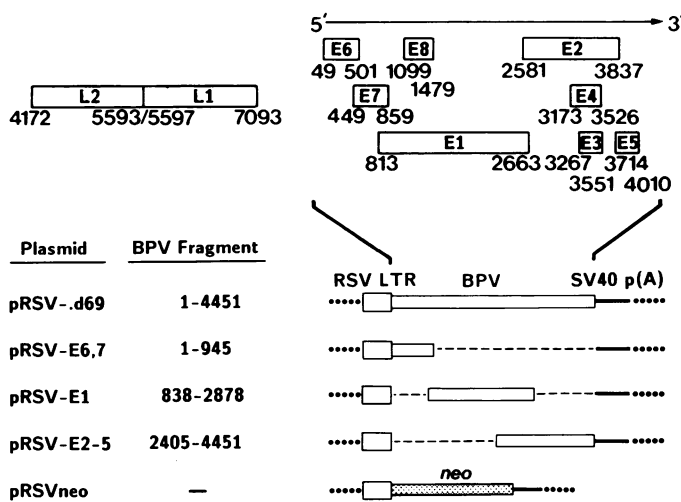 5′ 3′
E6 E8 E2
49 501 1099 2581 3837
1479
L2 L1
4172 5593/5597 7093
E7 E4
449 859 3173 3526
E1 E3 E5
813 2663 3267 3714
3551 4010
Plasmid BPV Fragment
RSV LTR BPV SV40 p(A)
pRSV-.d69 1-4451
pRSV-E6,7 1-945
pRSV-E1 838-2878
pRSV-E2-5 2405-4451
neo
pRSVneo —